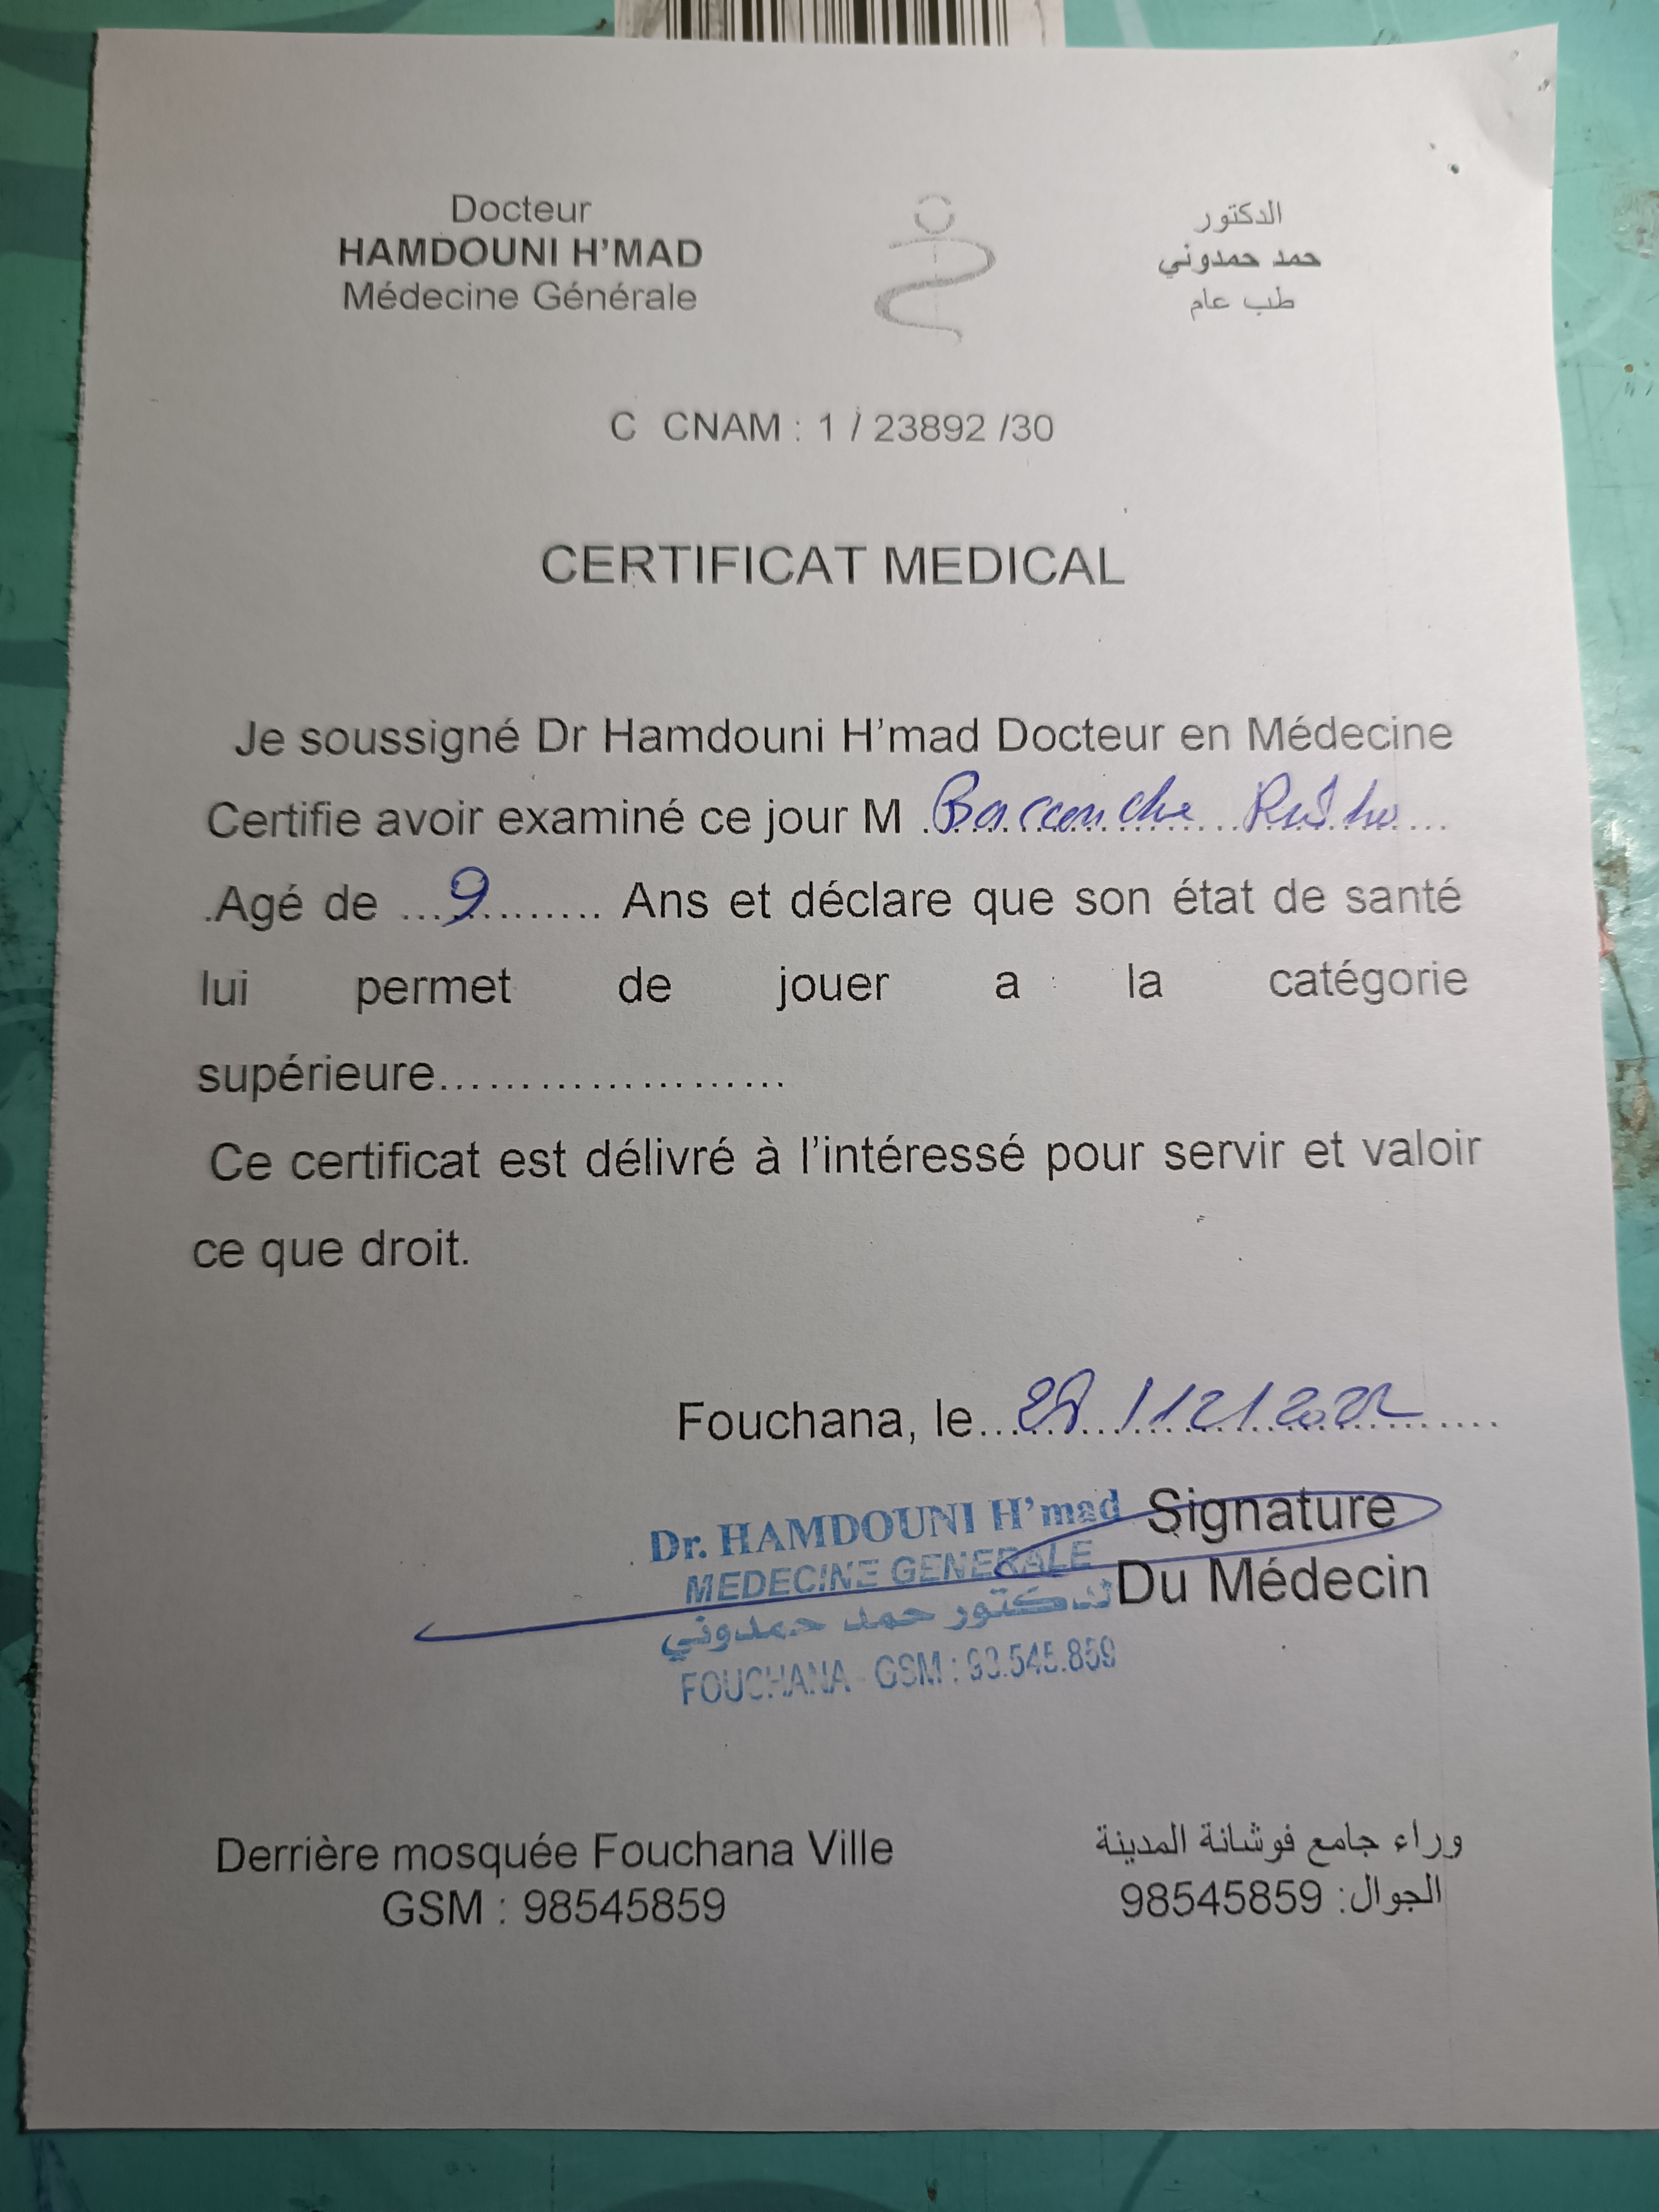 Docteur
HAMDOUNI H'MAD
Médecine Générale
الدكتور
حمد حمدوني
طب عام
C CNAM : 1 / 23892 /30
CERTIFICAT MEDICAL
Je soussigné Dr Hamdouni H'mad Docteur en Médecine
Certifie avoir examiné ce jour M ..................
.Agé de ...9......... Ans et déclare que son état de santé
lui permet de jouer a la catégorie
supérieure......................
Ce certificat est délivré à l'intéressé pour servir et valoir
ce que droit.
Fouchana, le... /12/2022
Signature
Du Médecin
Dr. HAMDOUNI H'mad
MEDECINE GENERALE
الدكتور حمد حمدوني
FOUCHANA - GSM : 98.545.859
Derrière mosquée Fouchana Ville
GSM : 98545859
وراء جامع فوشانة المدينة
الجوال: 98545859